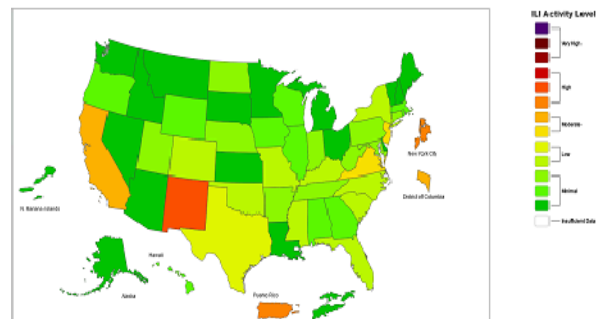 ILI Activity Level
Very High-
High
Moderate-
Low
Minimal
Insufficient Data
New York City
District of Columbia
N. Mariana Islands
Hawaii
Alaska
Puerto Rico